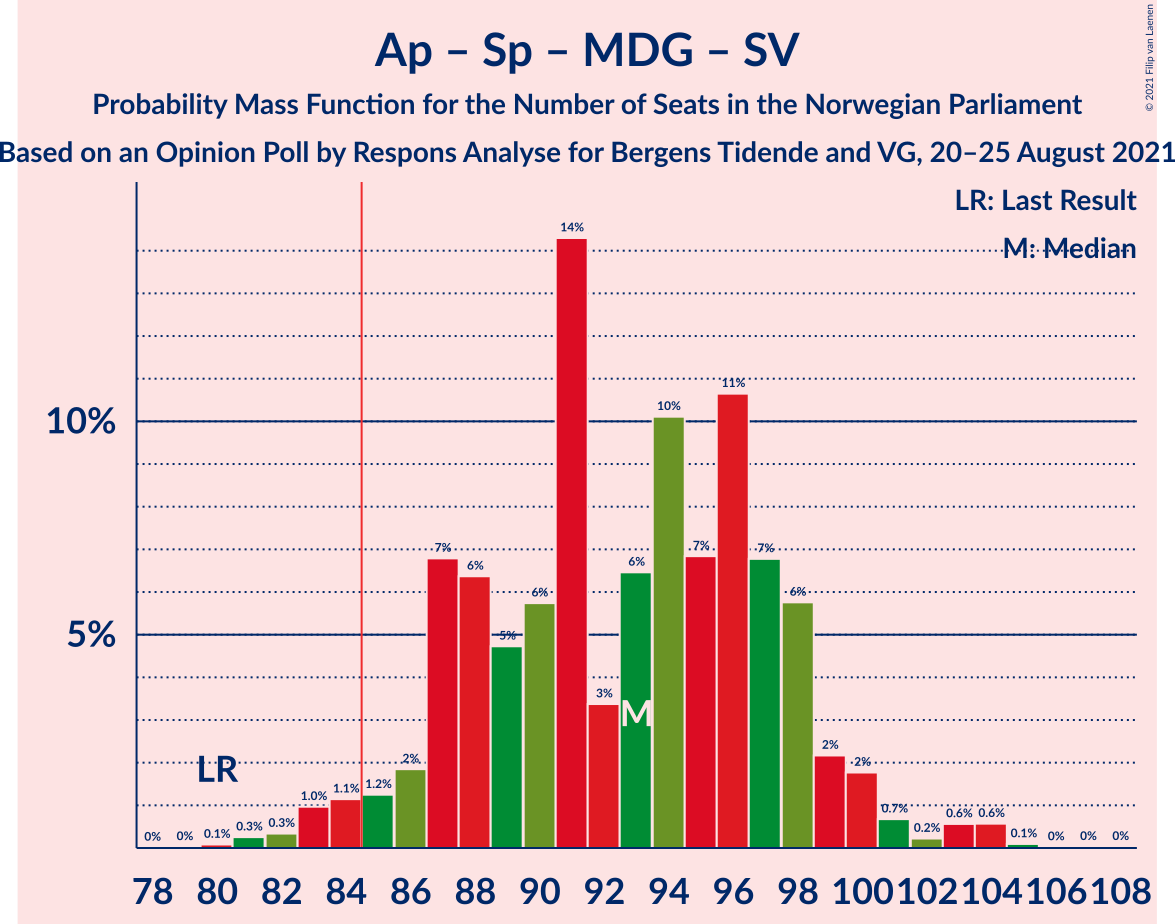 Ap – Sp – MDG – SV
Probability Mass Function for the Number of Seats in the Norwegian Parliament
Based on an Opinion Poll by Respons Analyse for Bergens Tidende and VG, 20–25 August 2021
© 2021 Filip van Laenen
LR: Last Result
M: Median
10%
5%
LR
M
0% 0% 0.1% 0.3% 0.3% 1.0% 1.1% 1.2% 2% 7% 6% 5% 6% 14% 3% 6% 10% 7% 11% 7% 6% 2% 2% 0.7% 0.2% 0.6% 0.6% 0.1% 0% 0% 0%
78 80 82 84 86 88 90 92 94 96 98 100 102 104 106 108